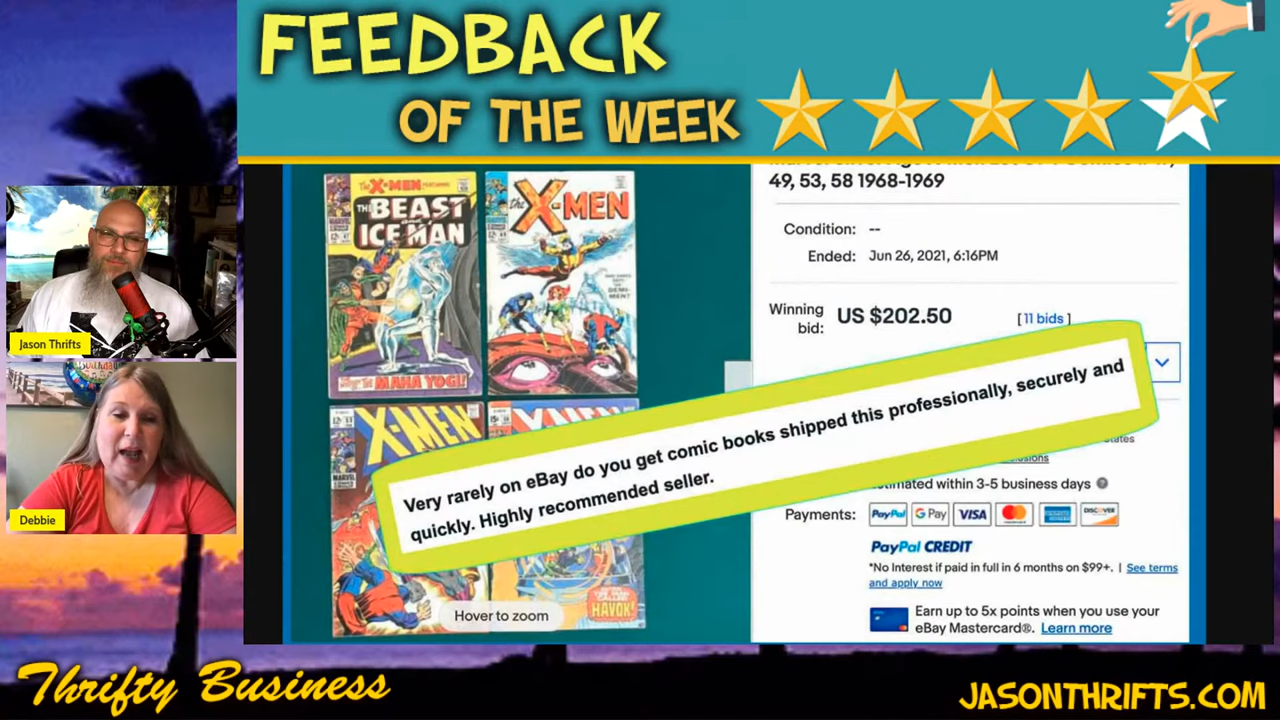 FEEDBACK
OF THE WEEK
49, 53, 58 1968-1969
Condition: --
Ended: Jun 26, 2021, 6:16PM
Winning bid: US $202.50 [ 11 bids ]
The X-MEN
THE BEAST
and
ICEMAN
MAHA YOGI!
the X-MEN
X-MEN
HAVOK!
Hover to zoom
Very rarely on eBay do you get comic books shipped this professionally, securely and
quickly. Highly recommended seller.
Estimated within 3-5 business days
Payments: PayPal G Pay VISA DISCOVER
PayPal CREDIT
*No Interest if paid in full in 6 months on $99+. | See terms
and apply now
Earn up to 5x points when you use your
eBay Mastercard®. Learn more
Jason Thrifts
Debbie
Thrifty Business
JASONTHRIFTS.COM